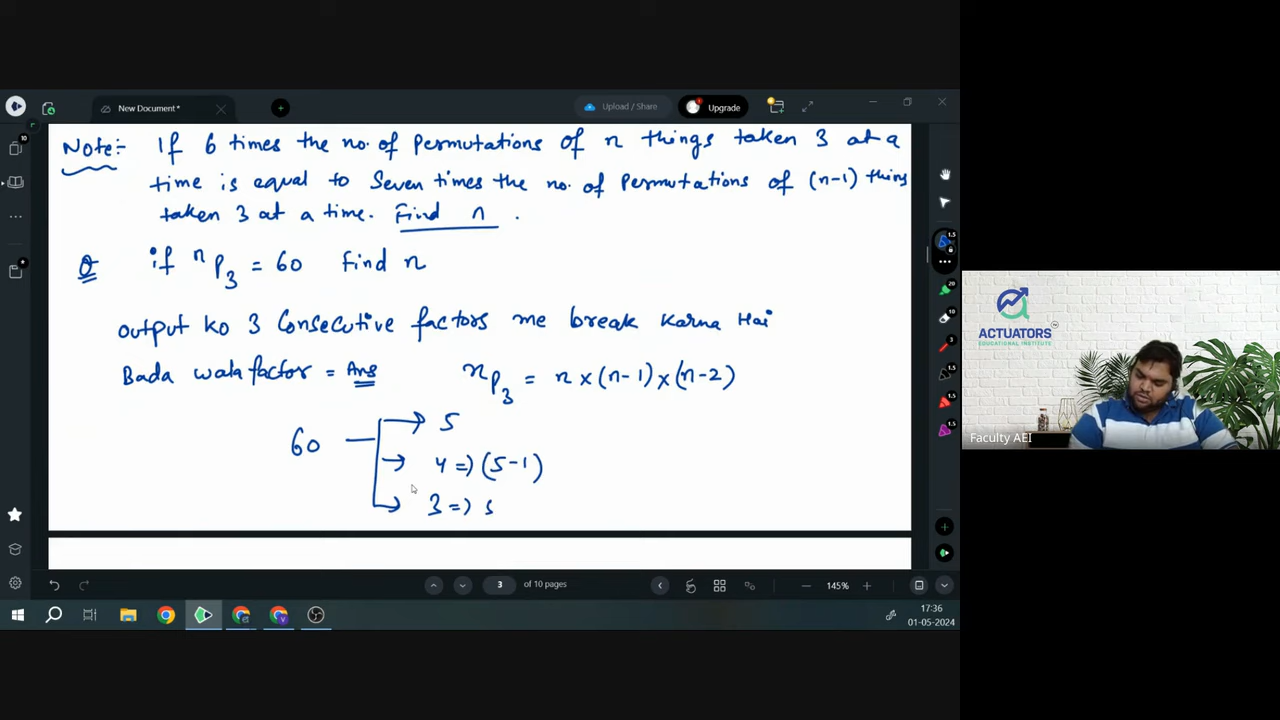 New Document*
Upload / Share
Upgrade
Note:- If 6 times the no. of permutations of n things taken 3 at a
time is equal to Seven times the no. of permutations of (n-1) things
taken 3 at a time. Find n.
Q if nP3 = 60 find n
output ko 3 Consecutive factors me break karna Hai
Bada wala factor = Ans nP3 = n x (n-1) x (n-2)
60 → 5
→ 4 => (5-1)
→ 3 => 5
ACTUATORS
EDUCATIONAL INSTITUTE
Faculty AEI
3 of 10 pages
145%
17:36
01-05-2024